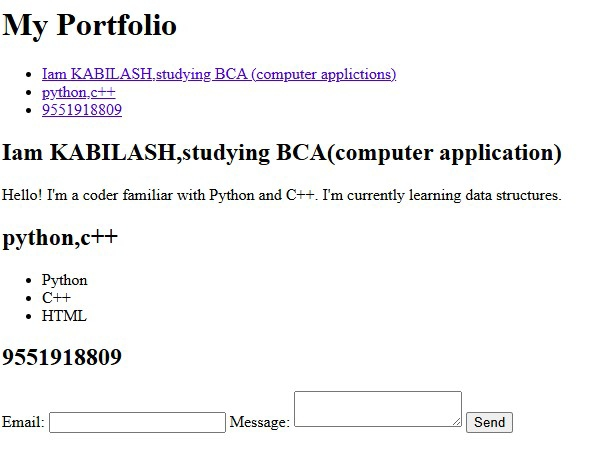 My Portfolio
Iam KABILASH,studying BCA (computer applictions)
python,c++
9551918809
Iam KABILASH,studying BCA(computer application)
Hello! I'm a coder familiar with Python and C++. I'm currently learning data structures.
python,c++
Python
C++
HTML
9551918809
Email: Message: Send